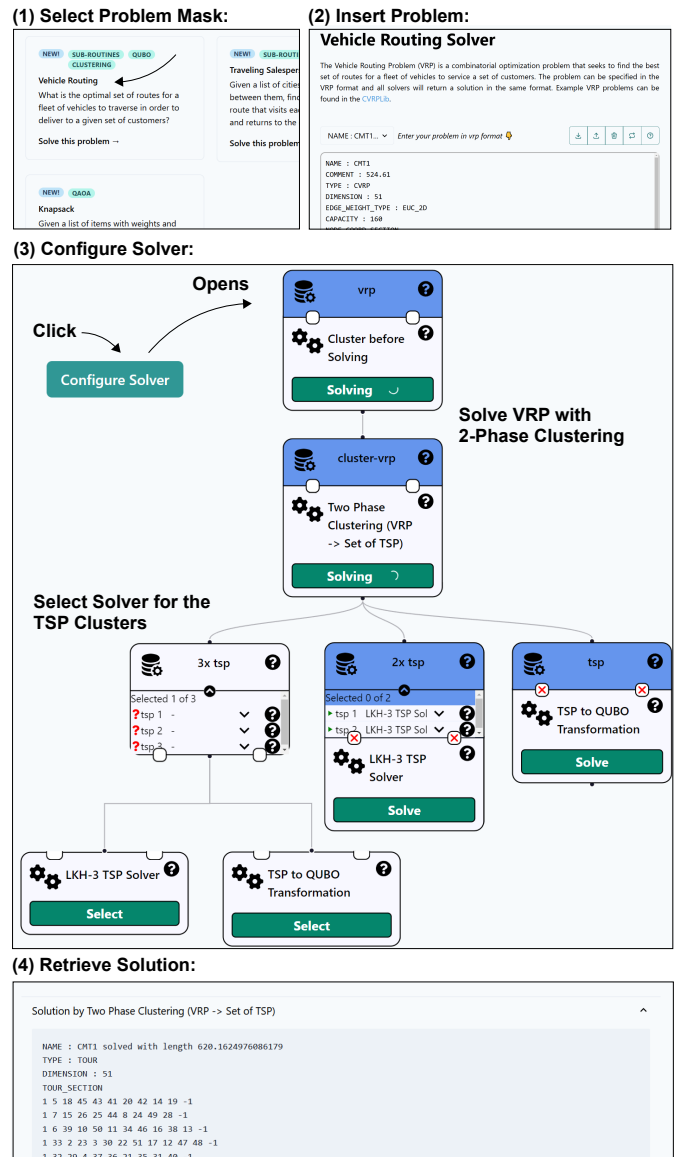 (1) Select Problem Mask:
(2) Insert Problem:
NEW! SUB-ROUTINES QUBO
CLUSTERING
Vehicle Routing
What is the optimal set of routes for a
fleet of vehicles to traverse in order to
deliver to a given set of customers?
Solve this problem →
NEW! SUB-ROUTI
Traveling Salesper
Given a list of cities
between them, find
route that visits ea
and returns to the
Solve this problem
NEW! QAOA
Knapsack
Given a list of items with weights and
Vehicle Routing Solver
The Vehicle Routing Problem (VRP) is a combinatorial optimization problem that seeks to find the best
set of routes for a fleet of vehicles to service a set of customers. The problem can be specified in the
VRP format and all solvers will return a solution in the same format. Example VRP problems can be
found in the CVRPLib.
NAME : CMT1... Enter your problem in vrp format
NAME : CMT1
COMMENT : 524.61
TYPE : CVRP
DIMENSION : 51
EDGE_WEIGHT_TYPE : EUC_2D
CAPACITY : 160
NODE_COORD_SECTION
(3) Configure Solver:
Opens
Click
Configure Solver
vrp
Cluster before
Solving
Solving
Solve VRP with
2-Phase Clustering
cluster-vrp
Two Phase
Clustering (VRP
-> Set of TSP)
Solving
Select Solver for the
TSP Clusters
3x tsp
Selected 1 of 3
?tsp 1 -
?tsp 2 -
?tsp 3 -
2x tsp
Selected 0 of 2
tsp 1 LKH-3 TSP Sol
tsp 2 LKH-3 TSP Sol
LKH-3 TSP
Solver
Solve
tsp
TSP to QUBO
Transformation
Solve
LKH-3 TSP Solver
Select
TSP to QUBO
Transformation
Select
(4) Retrieve Solution:
Solution by Two Phase Clustering (VRP -> Set of TSP)
NAME : CMT1 solved with length 620.1624976086179
TYPE : TOUR
DIMENSION : 51
TOUR_SECTION
1 5 18 45 43 41 20 42 14 19 -1
1 7 15 26 25 44 8 24 49 28 -1
1 6 39 10 50 11 34 46 16 38 13 -1
1 33 2 23 3 30 22 51 17 12 47 48 -1
1 32 29 4 37 36 21 35 31 40 -1